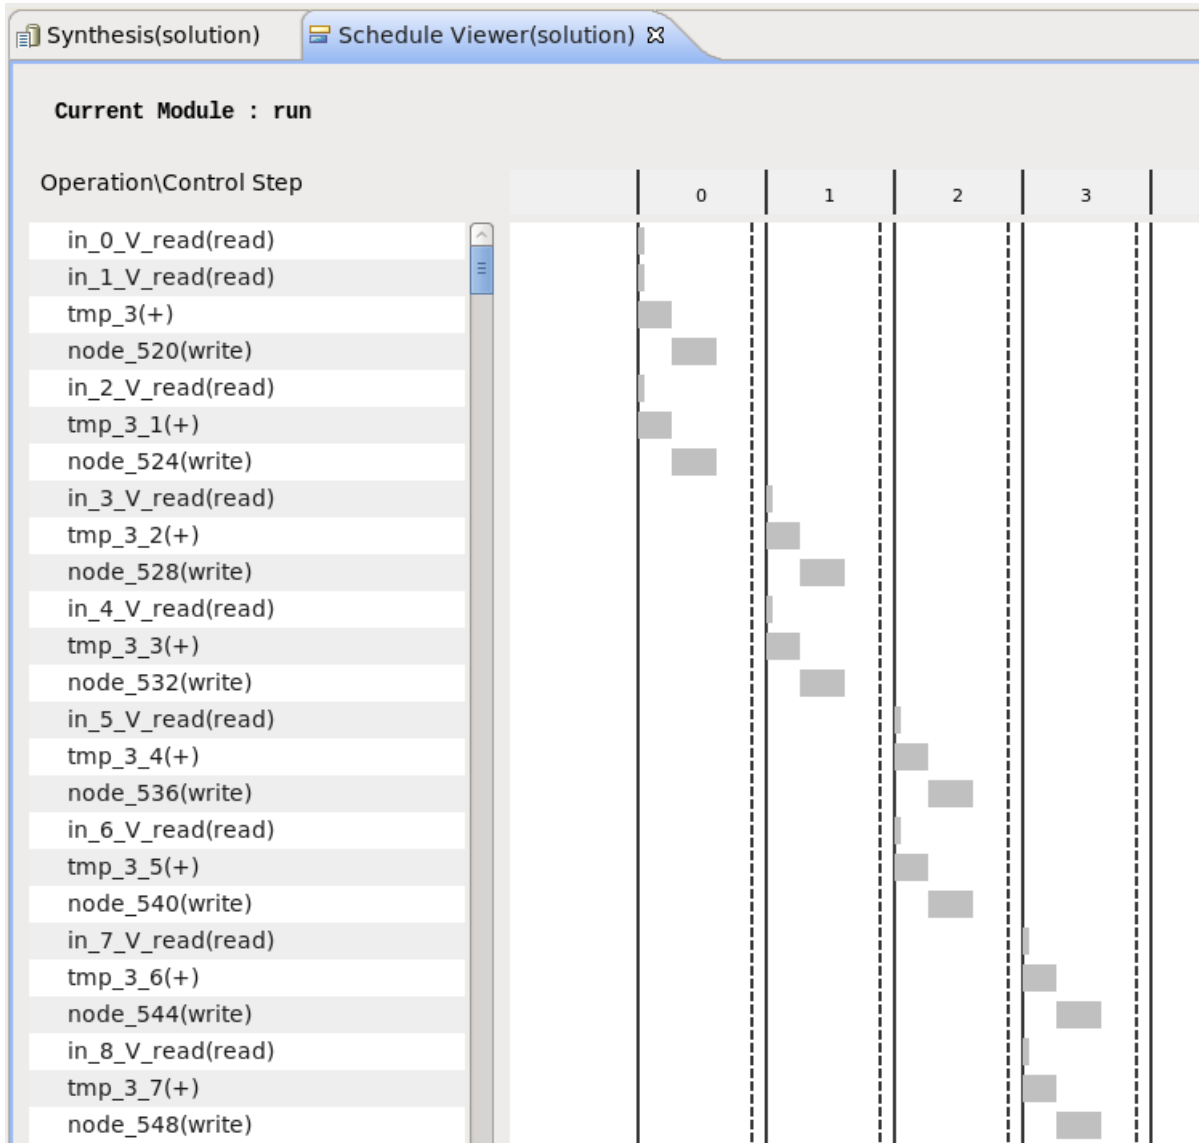 Synthesis(solution) Schedule Viewer(solution)
Current Module : run
Operation\Control Step 0 1 2 3
in_0_V_read(read)
in_1_V_read(read)
tmp_3(+)
node_520(write)
in_2_V_read(read)
tmp_3_1(+)
node_524(write)
in_3_V_read(read)
tmp_3_2(+)
node_528(write)
in_4_V_read(read)
tmp_3_3(+)
node_532(write)
in_5_V_read(read)
tmp_3_4(+)
node_536(write)
in_6_V_read(read)
tmp_3_5(+)
node_540(write)
in_7_V_read(read)
tmp_3_6(+)
node_544(write)
in_8_V_read(read)
tmp_3_7(+)
node_548(write)